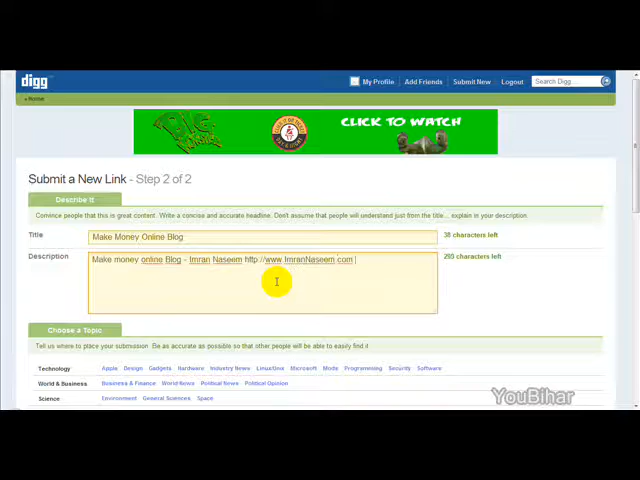 digg
My Profile Add Friends Submit New Logout Search Digg...
Home
CLICK TO WATCH
Submit a New Link - Step 2 of 2
Describe It
Convince people that this is great content. Write a concise and accurate headline. Don't assume that people will understand just from the title... explain in your description.
Title Make Money Online Blog 38 characters left
Description Make money online Blog - Imran Naseem http://www.ImranNaseem.com 295 characters left
Choose a Topic
Tell us where to place your submission. Be as accurate as possible so that other people will be able to easily find it
Technology Apple Design Gadgets Hardware Industry News Linux/Unix Microsoft Mods Programming Security Software
World & Business Business & Finance World News Political News Political Opinion
Science Environment General Sciences Space
YouBihar